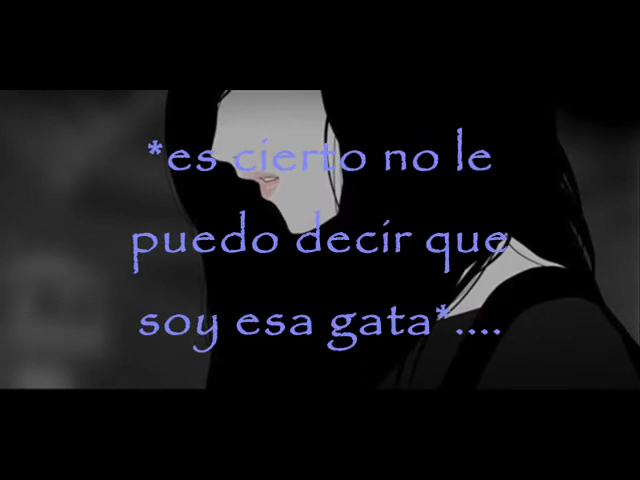 *es cierto no le
puedo decir que
soy esa gata*....